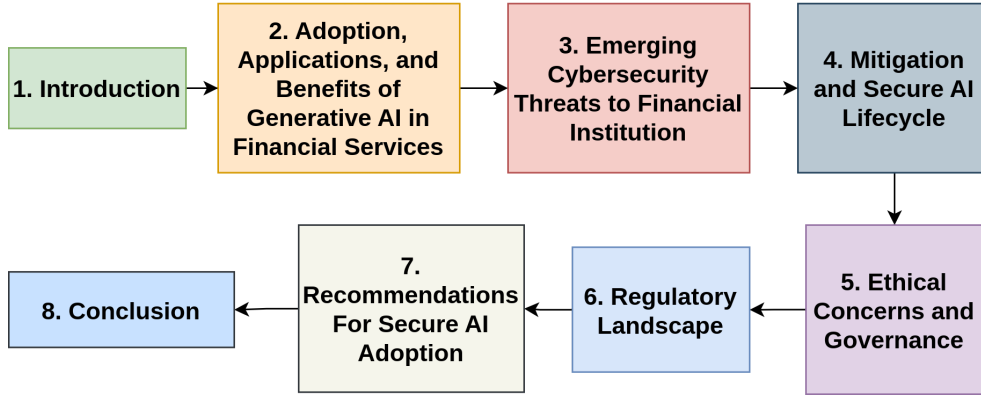 1. Introduction
2. Adoption,
Applications, and
Benefits of
Generative AI in
Financial Services
3. Emerging
Cybersecurity
Threats to Financial
Institution
4. Mitigation
and Secure AI
Lifecycle
5. Ethical
Concerns and
Governance
6. Regulatory
Landscape
7.
Recommendations
For Secure AI
Adoption
8. Conclusion